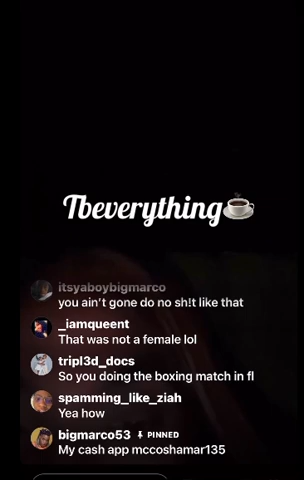 Tbeverything
itsyaboybigmarco
you ain't gone do no sh!t like that
_iamqueent
That was not a female lol
tripl3d_docs
So you doing the boxing match in fl
spamming_like_ziah
Yea how
bigmarco53 PINNED
My cash app mccoshamar135